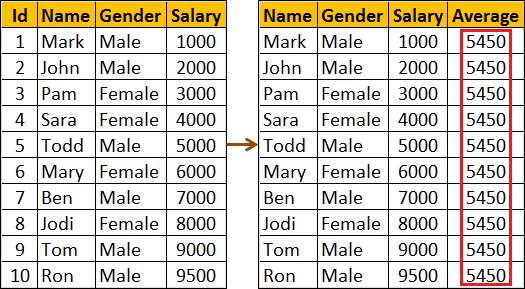 Id Name Gender Salary Name Gender Salary Average
1 Mark Male 1000 Mark Male 1000 5450
2 John Male 2000 John Male 2000 5450
3 Pam Female 3000 Pam Female 3000 5450
4 Sara Female 4000 Sara Female 4000 5450
5 Todd Male 5000 Todd Male 5000 5450
6 Mary Female 6000 Mary Female 6000 5450
7 Ben Male 7000 Ben Male 7000 5450
8 Jodi Female 8000 Jodi Female 8000 5450
9 Tom Male 9000 Tom Male 9000 5450
10 Ron Male 9500 Ron Male 9500 5450